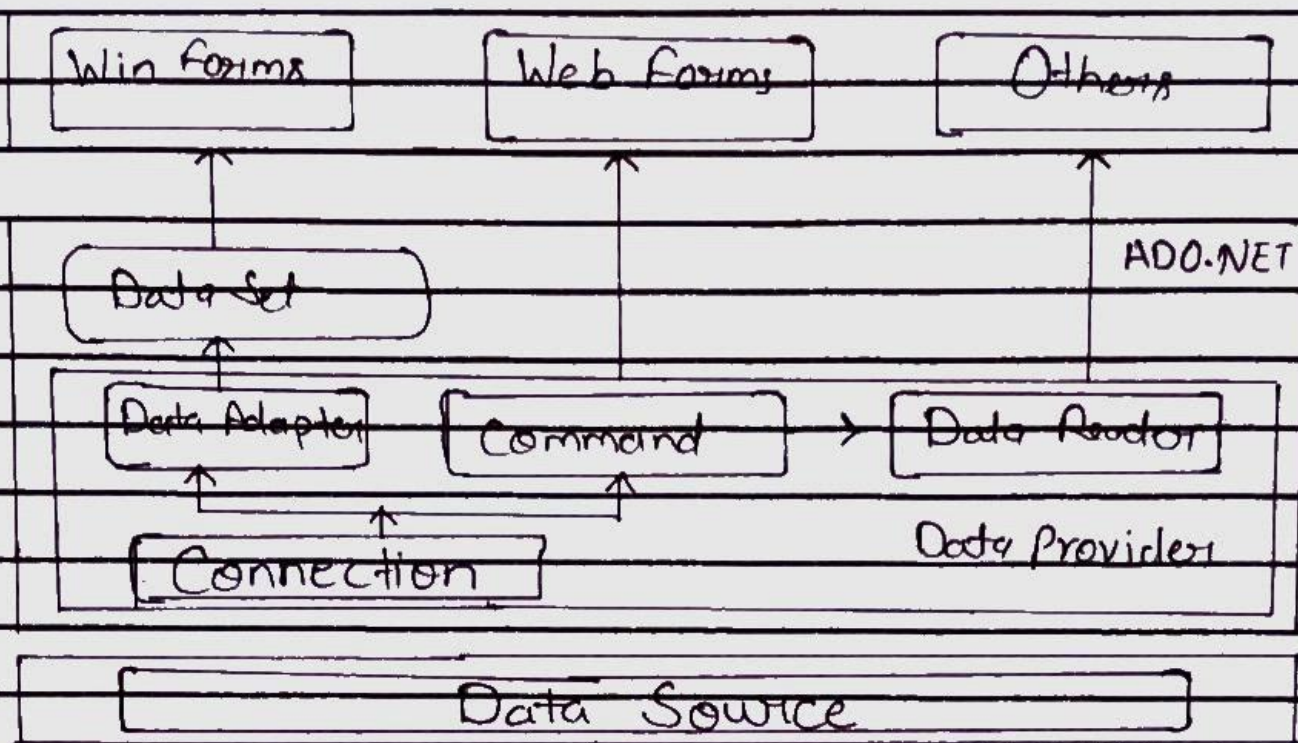 Win Forms Web Forms Others
ADO.NET
Data Set
Data Adapter Command Data Reader
Data Provider
Connection
Data Source